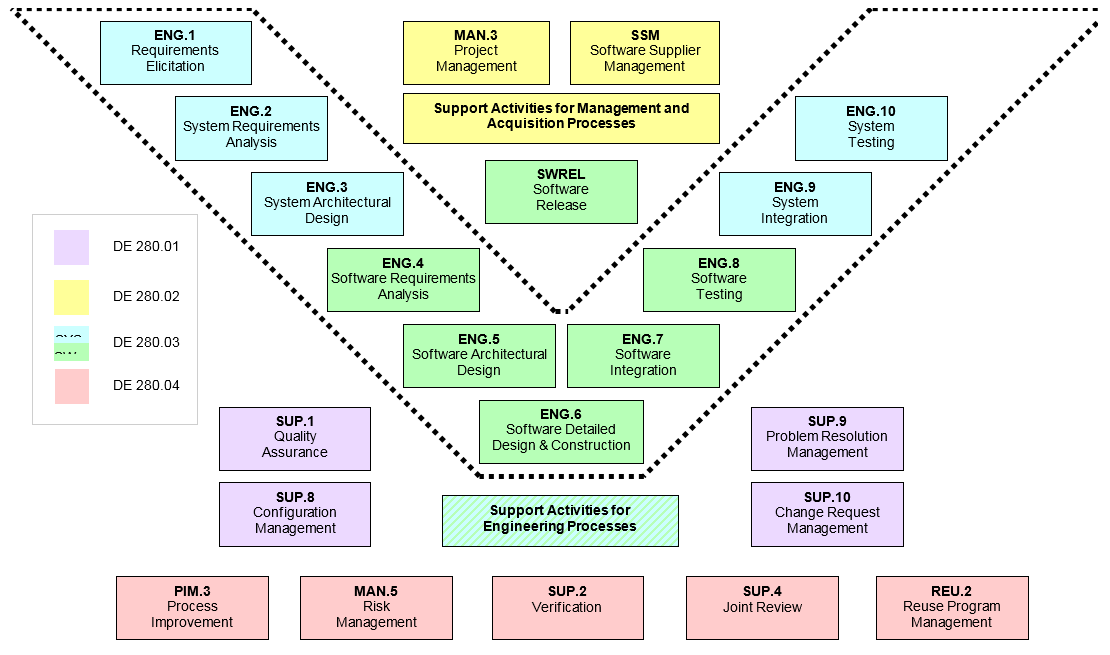 ENG.1
Requirements
Elicitation
MAN.3
Project
Management
SSM
Software Supplier
Management
ENG.2
System Requirements
Analysis
Support Activities for Management and
Acquisition Processes
ENG.10
System
Testing
ENG.3
System Architectural
Design
SWREL
Software
Release
ENG.9
System
Integration
DE 280.01
DE 280.02
DE 280.03
DE 280.04
ENG.4
Software Requirements
Analysis
ENG.8
Software
Testing
ENG.5
Software Architectural
Design
ENG.7
Software
Integration
ENG.6
Software Detailed
Design & Construction
SUP.1
Quality
Assurance
SUP.9
Problem Resolution
Management
SUP.8
Configuration
Management
Support Activities for
Engineering Processes
SUP.10
Change Request
Management
PIM.3
Process
Improvement
MAN.5
Risk
Management
SUP.2
Verification
SUP.4
Joint Review
REU.2
Reuse Program
Management